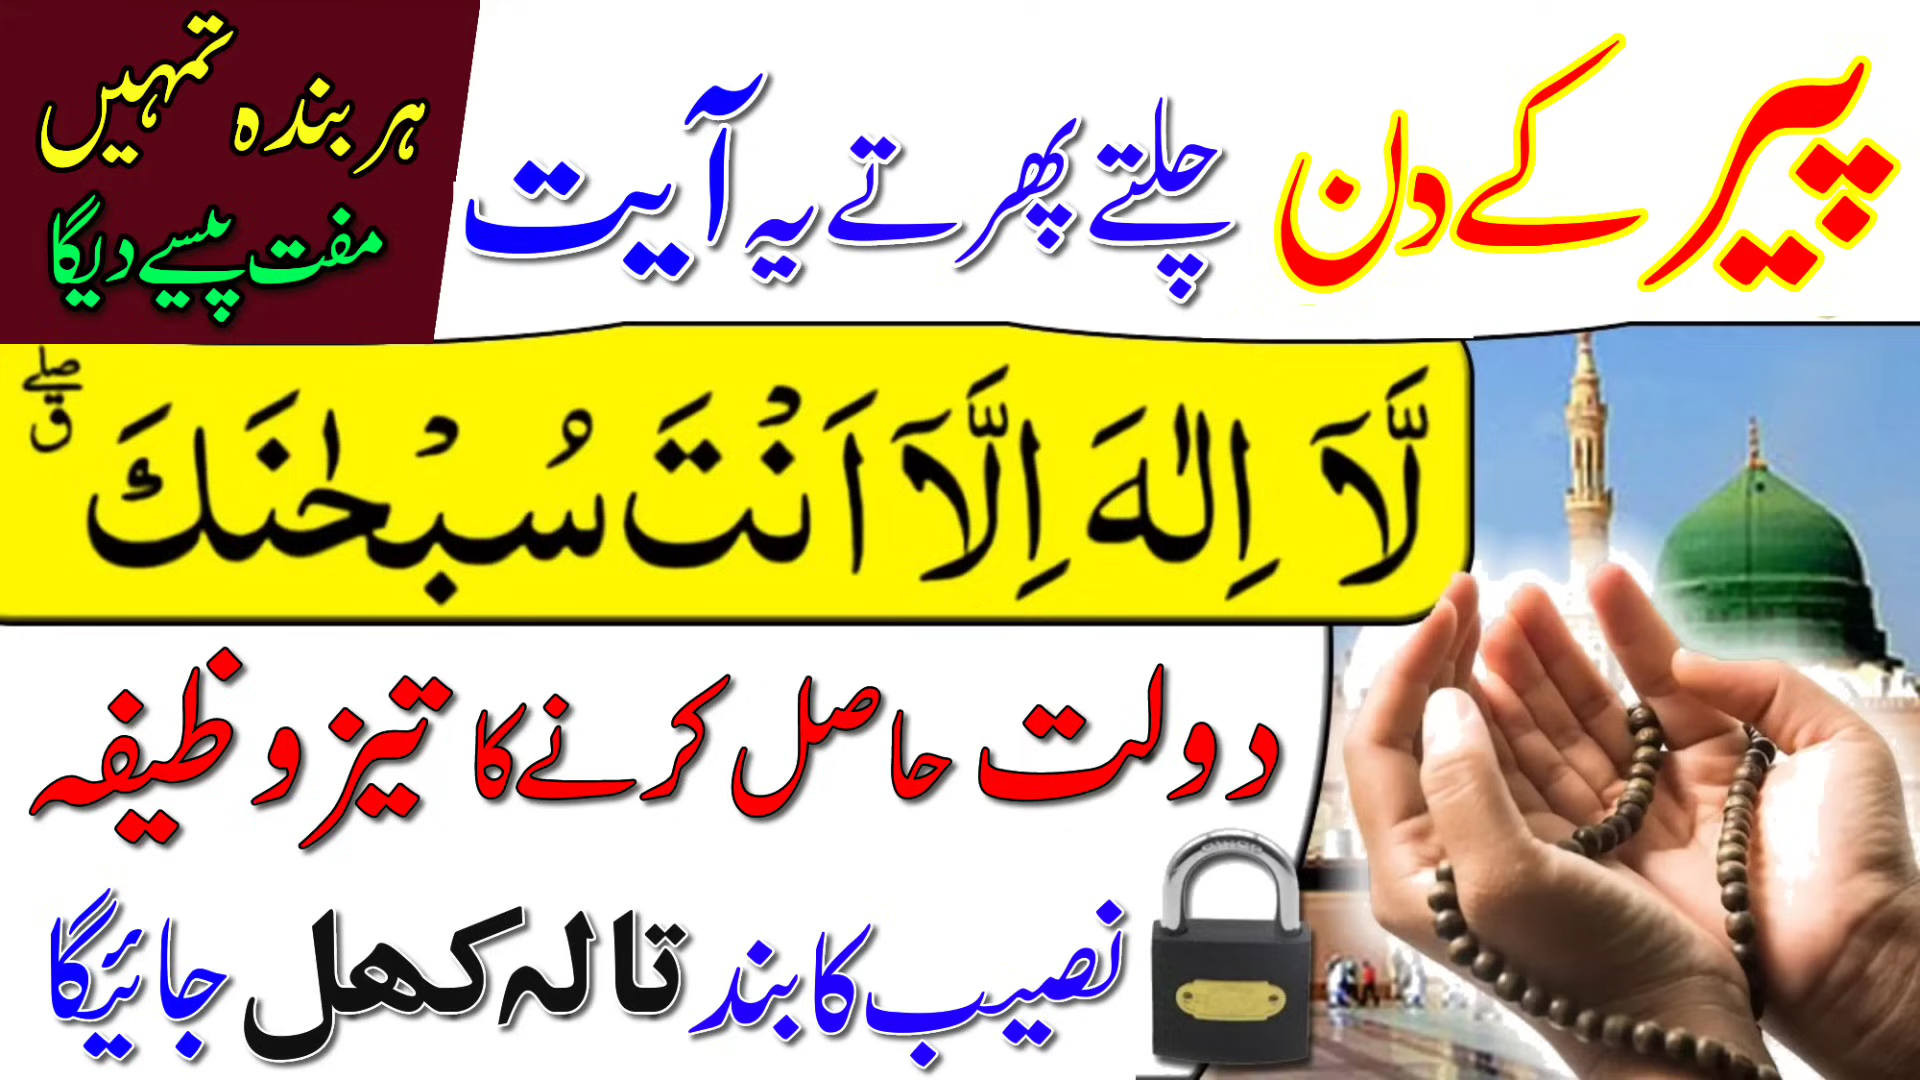 پیر کے دن چلتے پھرتے یہ آیت
ہر بندہ تمہیں
مفت پیسے دیگا
لَّاۤ اِلٰهَ اِلَّاۤ اَنْتَ سُبْحٰنَكَ ۖۗ
دولت حاصل کرنے کا تیز وظیفہ
نصیب کا بند تالہ کھل جائیگا